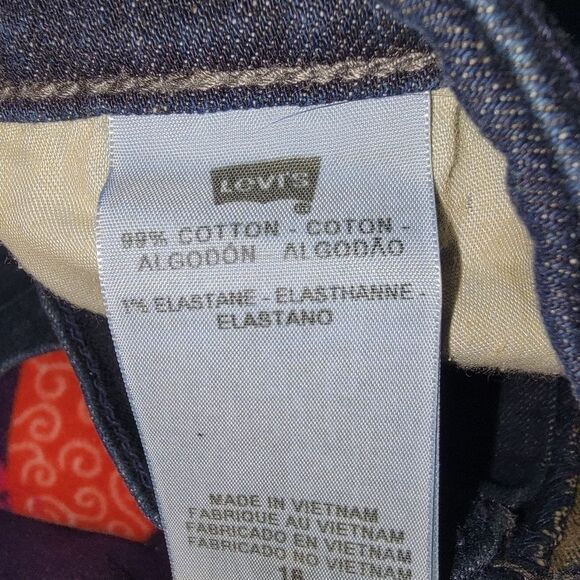 LEVI'S
99% COTTON - COTON -
ALGODÓN ALGODÃO
1% ELASTANE - ELASTHANNE -
ELASTANO
MADE IN VIETNAM
FABRIQUE AU VIETNAM
FABRICADO EN VIETNAM
FABRICADO NO VIETNAM